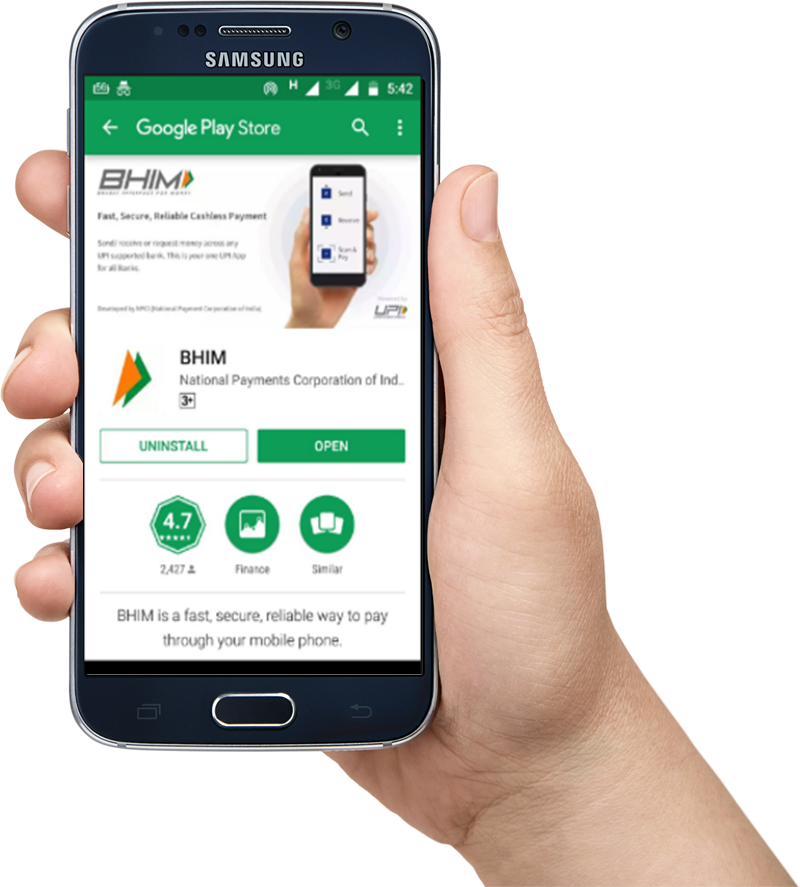 SAMSUNG
56 H 3G 5:42
Google Play Store
BHIM
BHARAT INTERFACE FOR MONEY
Fast, Secure, Reliable Cashless Payment
Send/ receive or request money across any
UPI supported bank. This is your one UPI App
for all Banks.
Send
Receive
Scan &
Pay
Developed by NPCI (National Payment Corporation of India)
Powered by
UPI
BHIM
National Payments Corporation of Ind..
3+
UNINSTALL OPEN
4.7
2,427 Finance Similar
BHIM is a fast, secure, reliable way to pay
through your mobile phone.